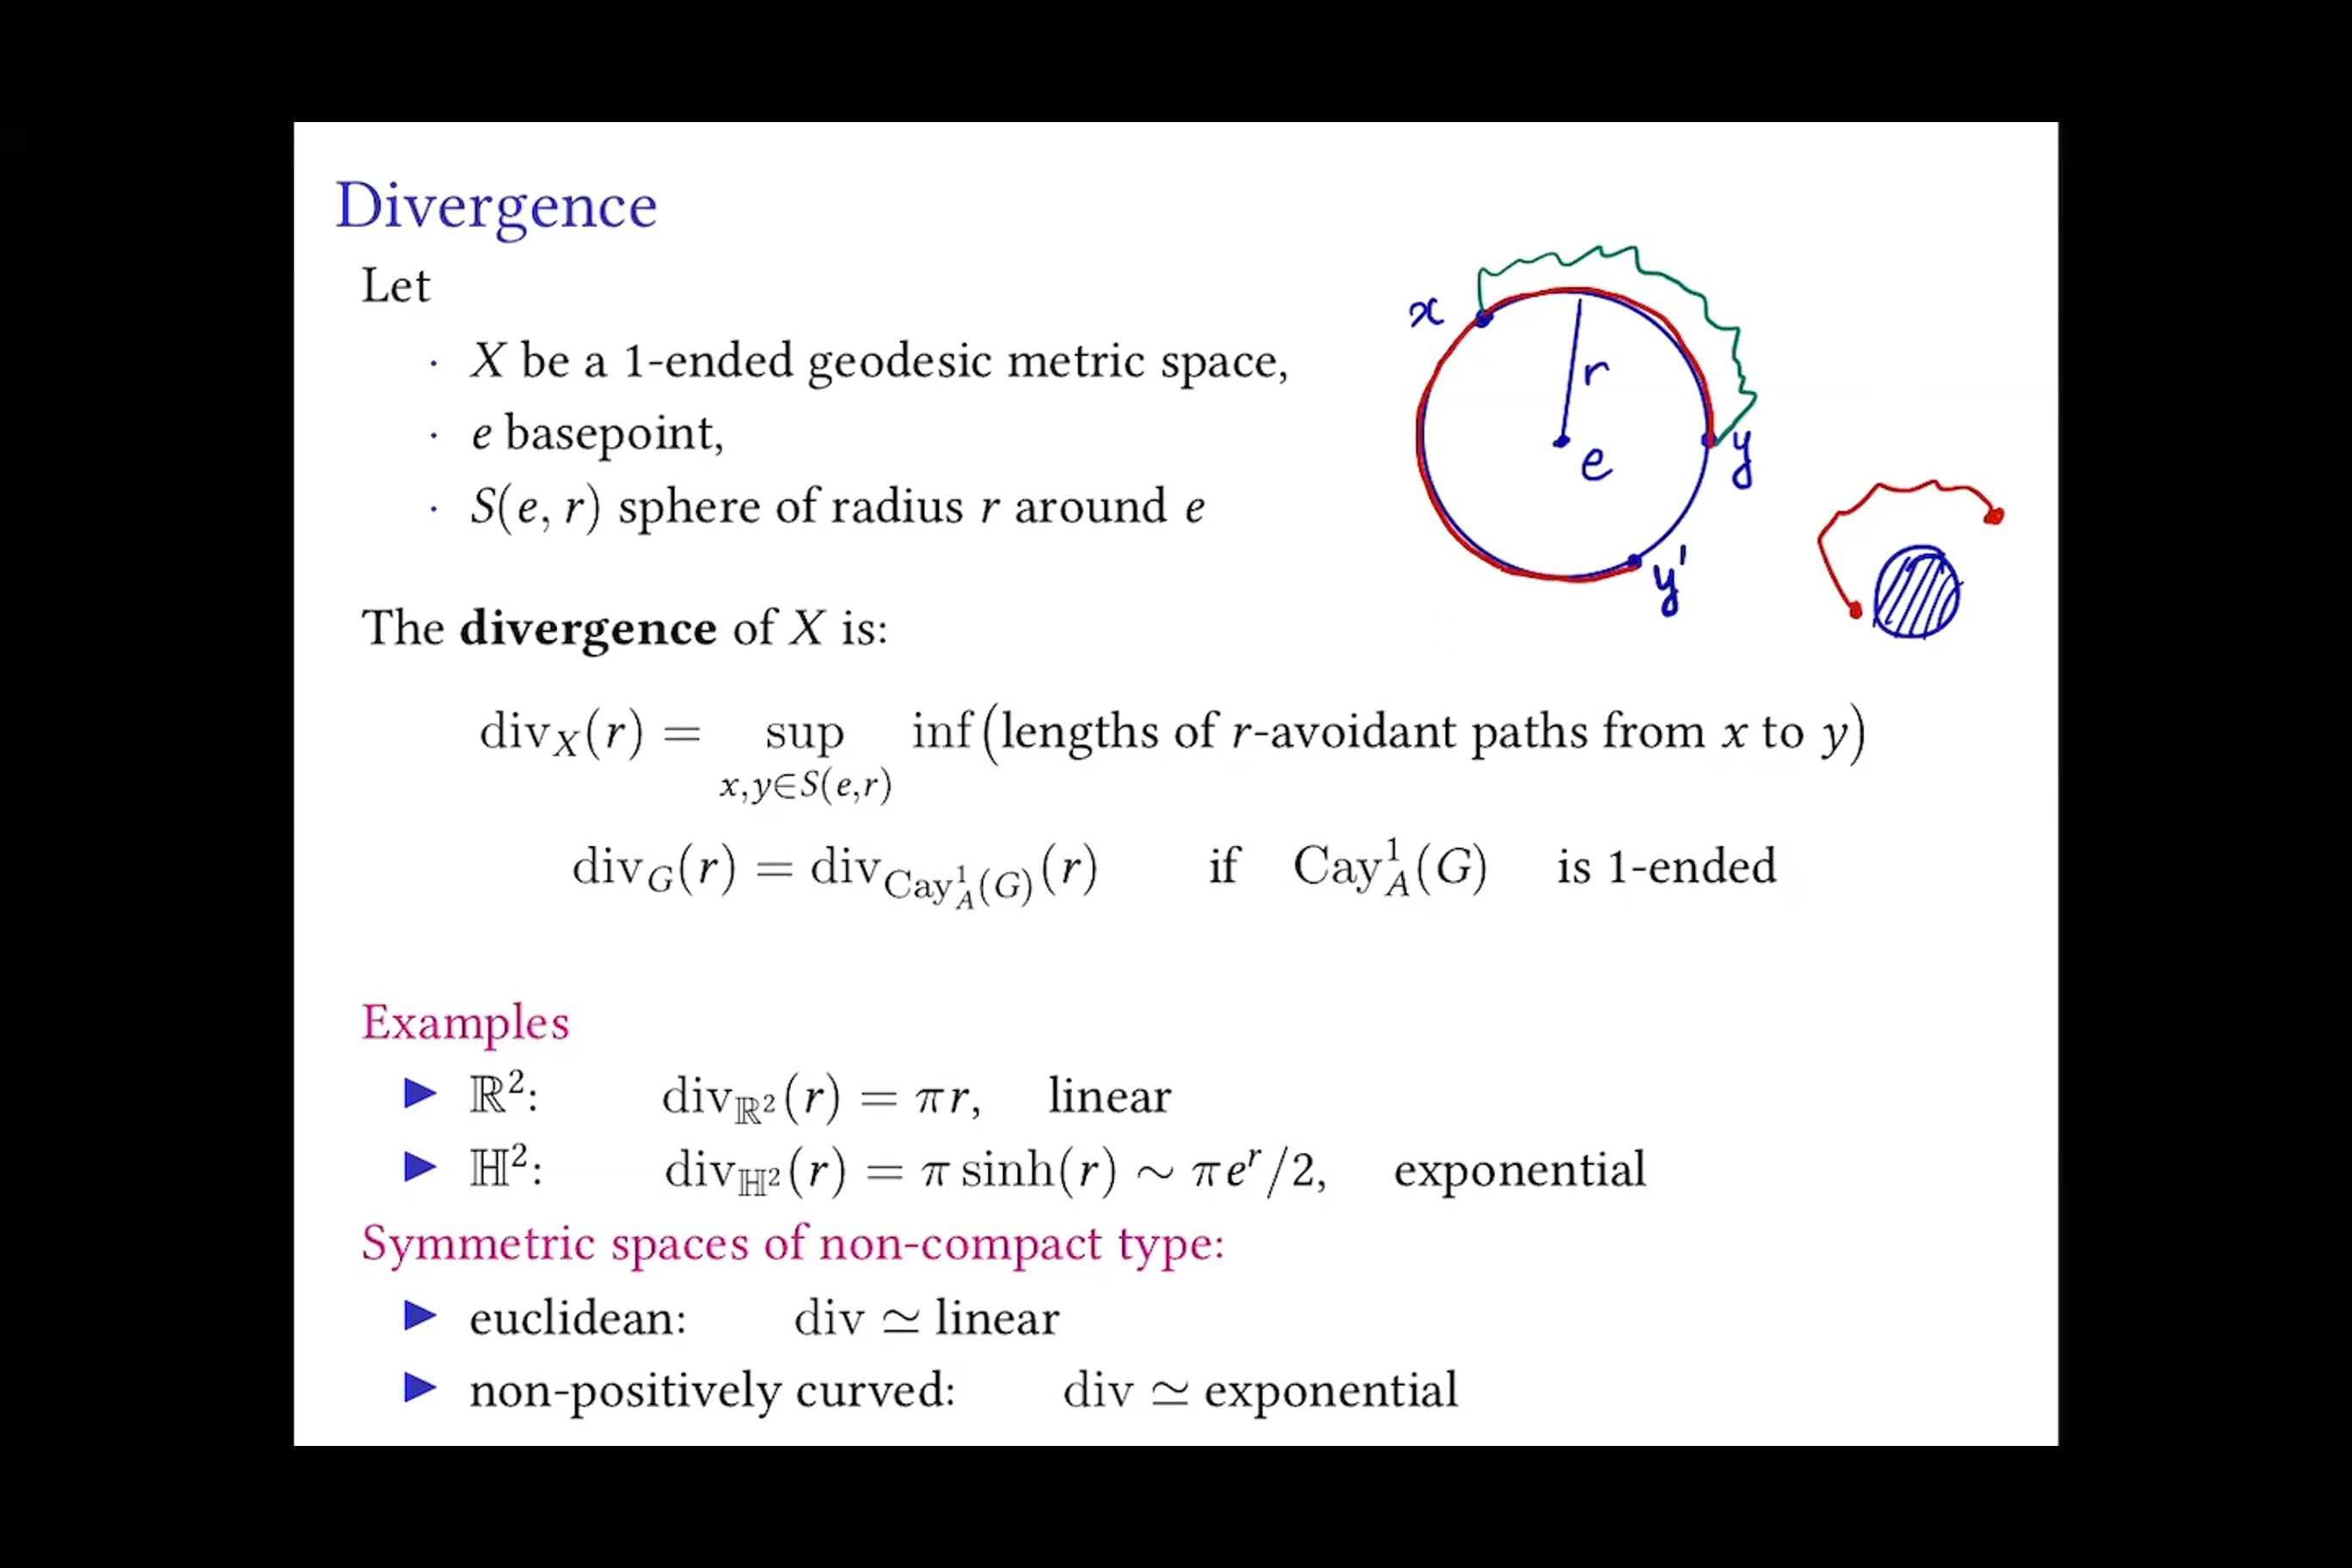 Divergence
Let
· X be a 1-ended geodesic metric space,
· e basepoint,
· S(e, r) sphere of radius r around e
x
r
e
y
y'
The divergence of X is:
div_X(r) = sup_{x,y∈S(e,r)} inf(lengths of r-avoidant paths from x to y)
div_G(r) = div_{Cay^1_A(G)}(r) if Cay^1_A(G) is 1-ended
Examples
▶ ℝ²: div_{ℝ²}(r) = πr, linear
▶ ℍ²: div_{ℍ²}(r) = π sinh(r) ∼ πe^r/2, exponential
Symmetric spaces of non-compact type:
▶ euclidean: div ≃ linear
▶ non-positively curved: div ≃ exponential